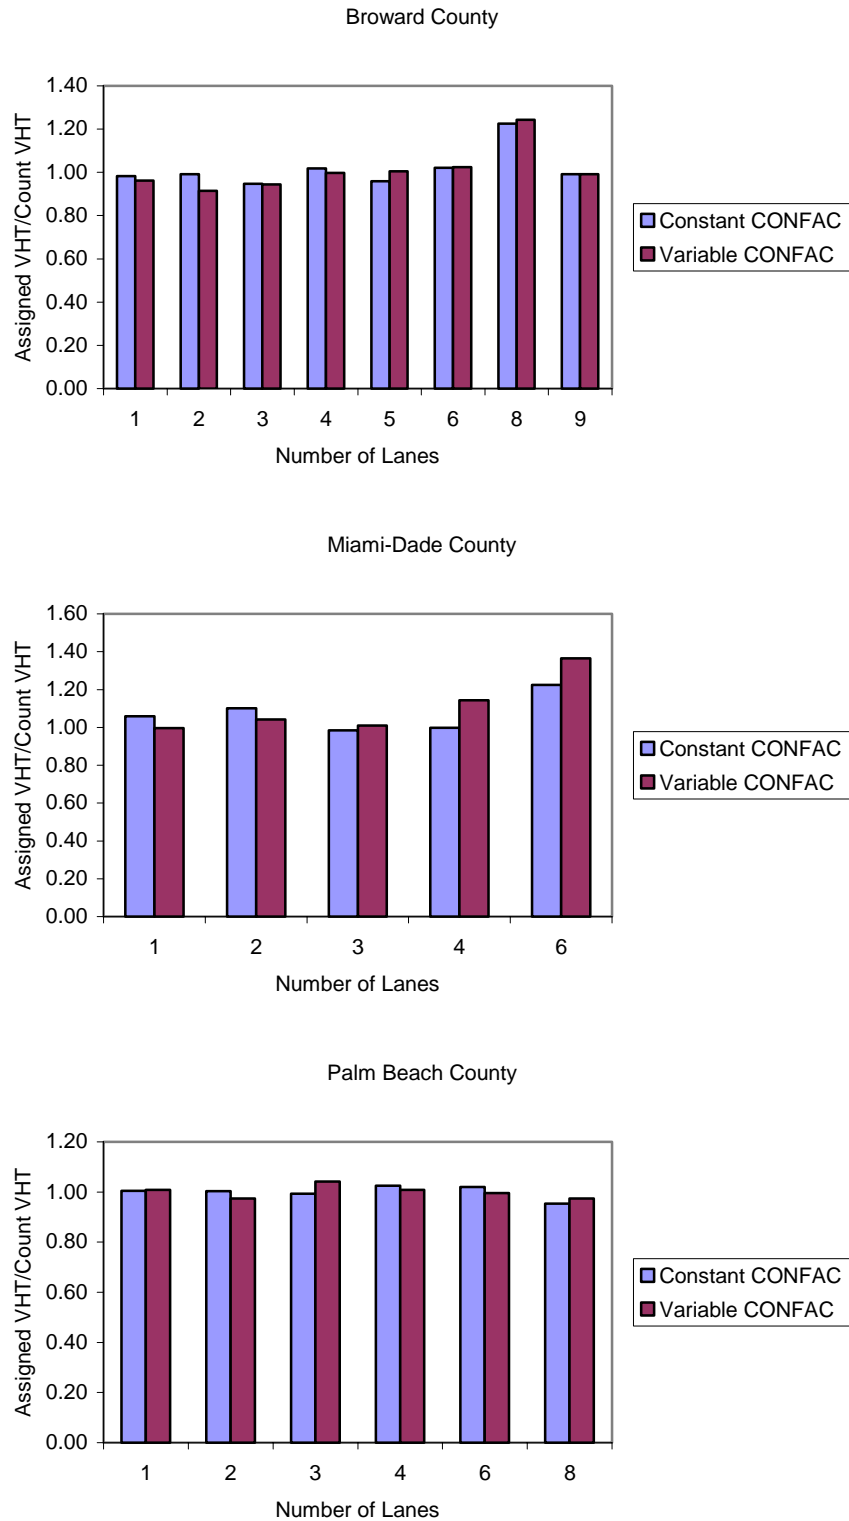 Broward County
1.40
1.20
1.00
0.80
0.60
0.40
0.20
0.00
Assigned VHT/Count VHT
1 2 3 4 5 6 8 9
Number of Lanes
Constant CONFAC
Variable CONFAC
Miami-Dade County
1.60
1.40
1.20
1.00
0.80
0.60
0.40
0.20
0.00
Assigned VHT/Count VHT
1 2 3 4 6
Number of Lanes
Constant CONFAC
Variable CONFAC
Palm Beach County
1.20
1.00
0.80
0.60
0.40
0.20
0.00
Assigned VHT/Count VHT
1 2 3 4 6 8
Number of Lanes
Constant CONFAC
Variable CONFAC